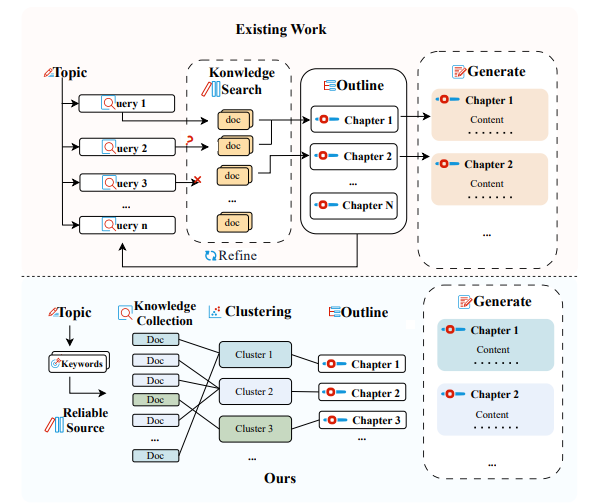 Existing Work
Topic
Query 1
Query 2
Query 3
...
Query n
Konwledge
Search
doc
doc
doc
...
doc
Outline
Chapter 1
Chapter 2
...
Chapter N
Generate
Chapter 1
Content
.......
Chapter 2
Content
.......
...
Refine
Topic
Keywords
Reliable
Source
Knowledge
Collection
Doc
Doc
Doc
Doc
Doc
...
Doc
Clustering
Cluster 1
Cluster 2
Cluster 3
...
Outline
Chapter 1
Chapter 2
Chapter 3
...
Generate
Chapter 1
Content
.......
Chapter 2
Content
.......
...
Ours